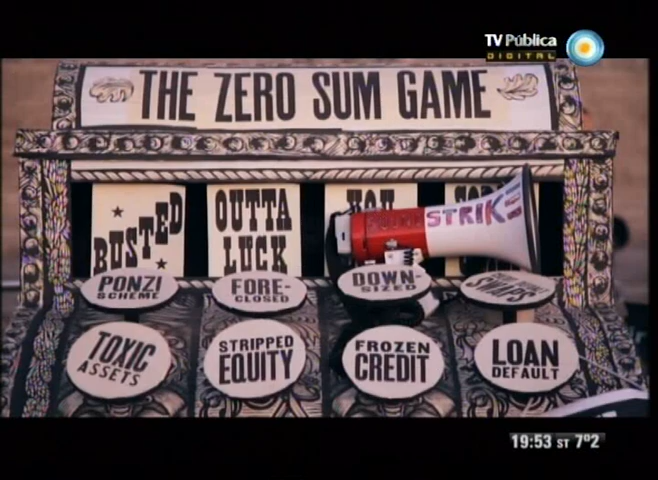 TV Pública
DIGITAL
THE ZERO SUM GAME
BUSTED
OUTTA
LUCK
YOU
STRIKE
PONZI
SCHEME
FORE-
CLOSED
DOWN-
SIZED
SWAPS
TOXIC
ASSETS
STRIPPED
EQUITY
FROZEN
CREDIT
LOAN
DEFAULT
19:53 ST 7º2